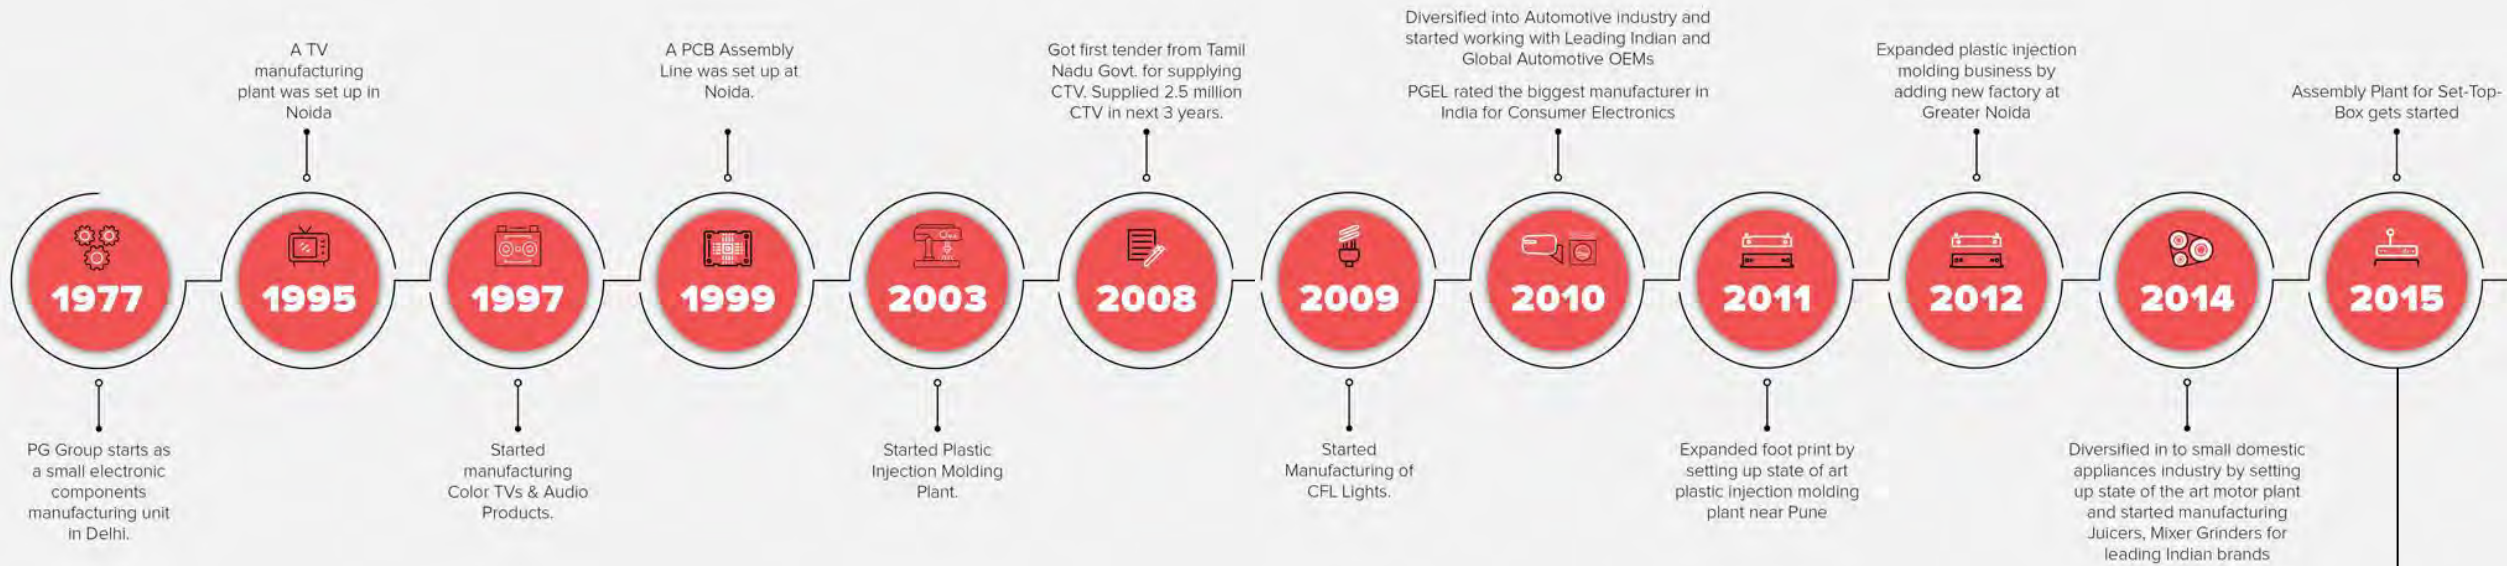 A TV
manufacturing
plant was set up in
Noida
A PCB Assembly
Line was set up at
Noida.
Got first tender from Tamil
Nadu Govt. for supplying
CTV. Supplied 2.5 million
CTV in next 3 years.
Diversified into Automotive industry and
started working with Leading Indian and
Global Automotive OEMs
PGEL rated the biggest manufacturer in
India for Consumer Electronics
Expanded plastic injection
molding business by
adding new factory at
Greater Noida
Assembly Plant for Set-Top-
Box gets started
1977
1995
1997
1999
2003
2008
2009
2010
2011
2012
2014
2015
PG Group starts as
a small electronic
components
manufacturing unit
in Delhi.
Started
manufacturing
Color TVs & Audio
Products.
Started Plastic
Injection Molding
Plant.
Started
Manufacturing of
CFL Lights.
Expanded foot print by
setting up state of art
plastic injection molding
plant near Pune
Diversified in to small domestic
appliances industry by setting
up state of the art motor plant
and started manufacturing
Juicers, Mixer Grinders for
leading Indian brands